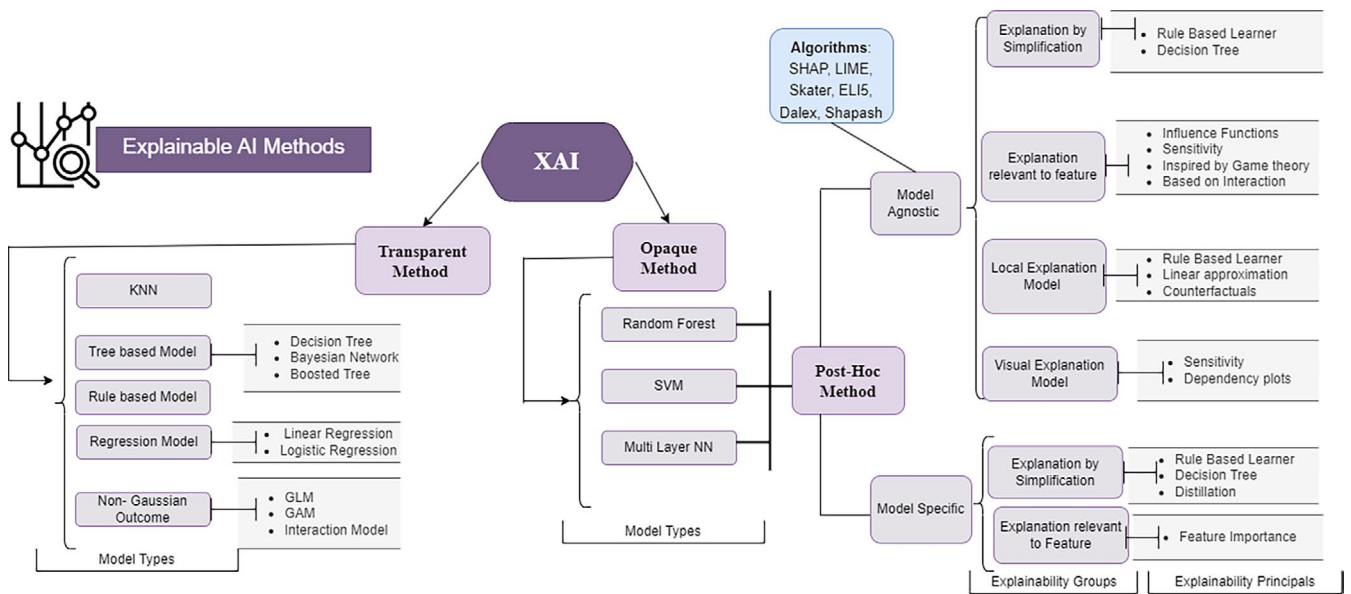 Explainable AI Methods
XAI
Transparent
Method
KNN
Tree based Model
• Decision Tree
• Bayesian Network
• Boosted Tree
Rule based Model
Regression Model
• Linear Regression
• Logistic Regression
Non- Gaussian
Outcome
• GLM
• GAM
• Interaction Model
Model Types
Opaque
Method
Random Forest
SVM
Multi Layer NN
Model Types
Post-Hoc
Method
Algorithms:
SHAP, LIME,
Skater, ELI5,
Dalex, Shapash
Model
Agnostic
Explanation by
Simplification
• Rule Based Learner
• Decision Tree
Explanation
relevant to feature
• Influence Functions
• Sensitivity
• Inspired by Game theory
• Based on Interaction
Local Explanation
Model
• Rule Based Learner
• Linear approximation
• Counterfactuals
Visual Explanation
Model
• Sensitivity
• Dependency plots
Model Specific
Explanation by
Simplification
• Rule Based Learner
• Decision Tree
• Distillation
Explanation relevant
to Feature
• Feature Importance
Explainability Groups
Explainability Principals